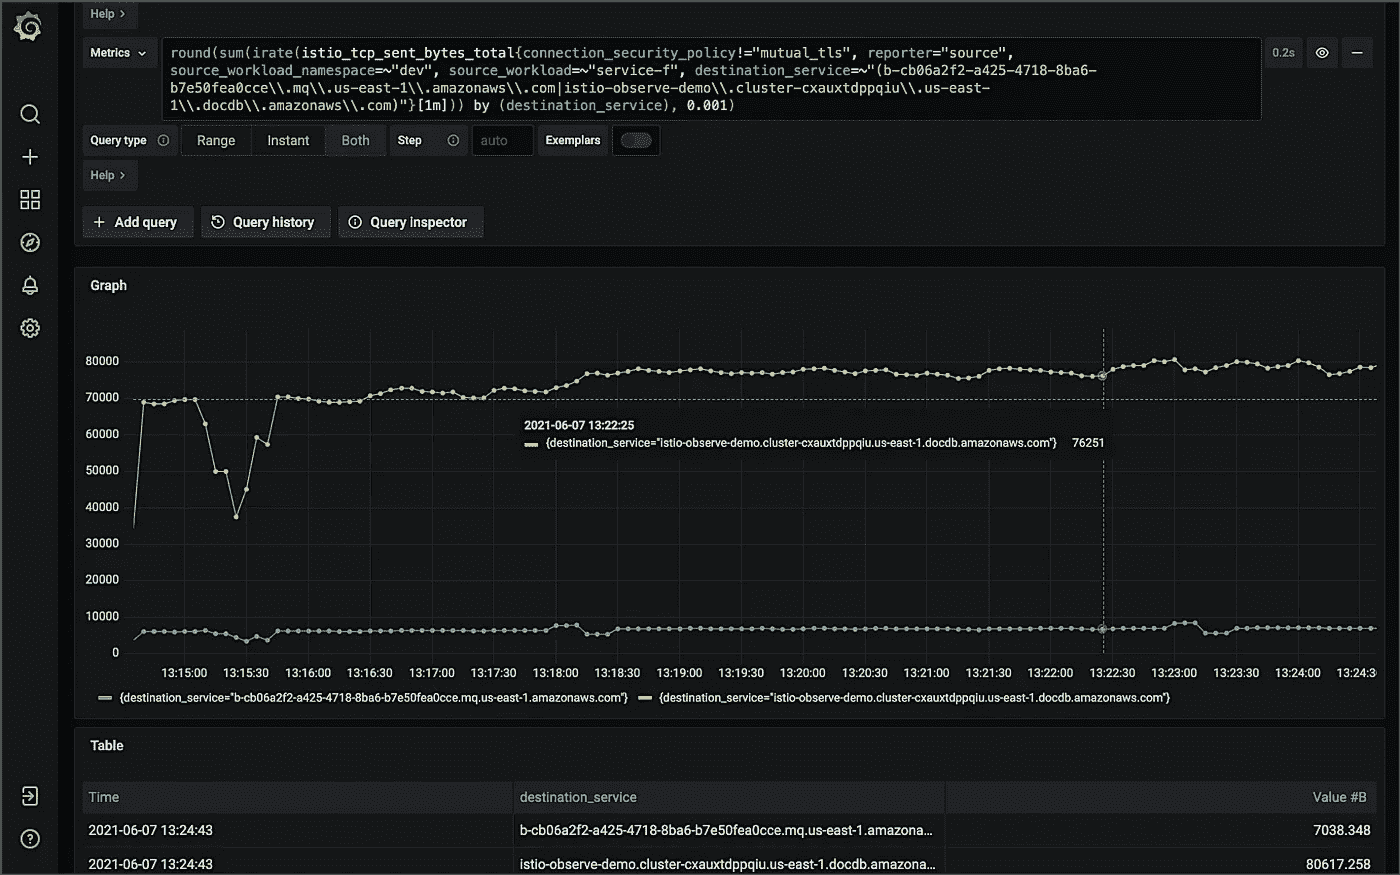 Help >
Metrics
round(sum(irate(istio_tcp_sent_bytes_total{connection_security_policy!="mutual_tls", reporter="source",
source_workload_namespace=~"dev", source_workload=~"service-f", destination_service=~"(b-cb06a2f2-a425-4718-8ba6-
b7e50fea0cce\\.mq\\.us-east-1\\.amazonaws\\.com|istio-observe-demo\\.cluster-cxauxtdppqiu\\.us-east-
1\\.docdb\\.amazonaws\\.com)"}[1m])) by (destination_service), 0.001)
0.2s
Query type Range Instant Both Step auto Exemplars
Help >
+ Add query Query history Query inspector
Graph
80000
70000
60000
50000
40000
30000
20000
10000
0
2021-06-07 13:22:25
{destination_service="istio-observe-demo.cluster-cxauxtdppqiu.us-east-1.docdb.amazonaws.com"} 76251
13:15:00 13:15:30 13:16:00 13:16:30 13:17:00 13:17:30 13:18:00 13:18:30 13:19:00 13:19:30 13:20:00 13:20:30 13:21:00 13:21:30 13:22:00 13:22:30 13:23:00 13:23:30 13:24:00 13:24:3
{destination_service="b-cb06a2f2-a425-4718-8ba6-b7e50fea0cce.mq.us-east-1.amazonaws.com"} {destination_service="istio-observe-demo.cluster-cxauxtdppqiu.us-east-1.docdb.amazonaws.com"}
Table
Time destination_service Value #B
2021-06-07 13:24:43 b-cb06a2f2-a425-4718-8ba6-b7e50fea0cce.mq.us-east-1.amazona... 7038.348
2021-06-07 13:24:43 istio-observe-demo.cluster-cxauxtdppqiu.us-east-1.docdb.amazona... 80617.258